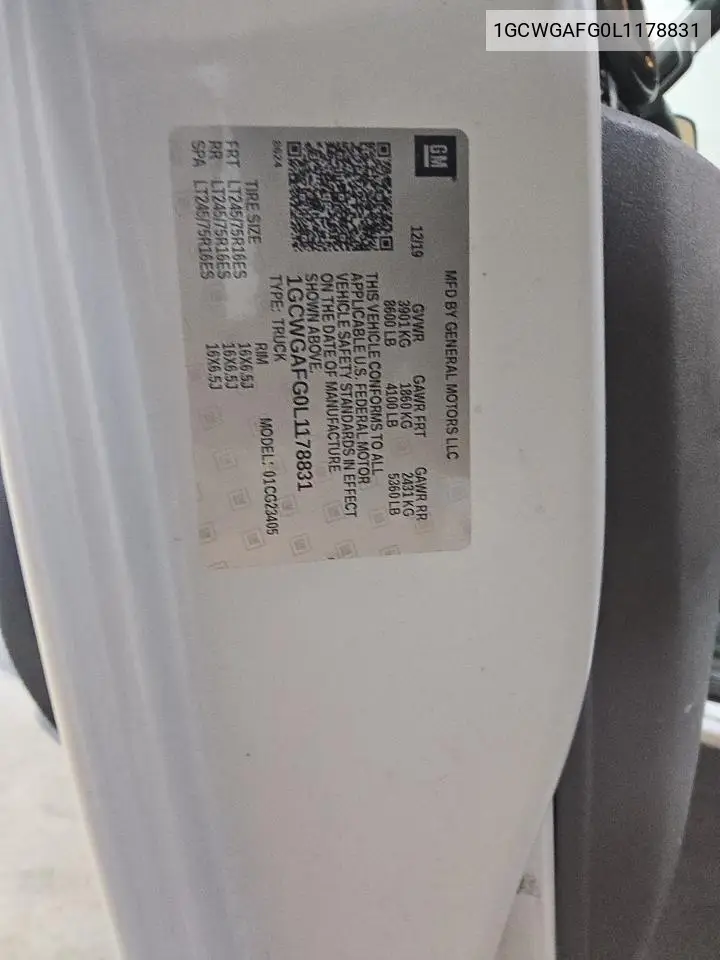 1GCWGAFG0L1178831
GM
MFD BY GENERAL MOTORS LLC
12/19
GVWR GAWR FRT GAWR RR
3901 KG 1860 KG 2431 KG
8600 LB 4100 LB 5360 LB
THIS VEHICLE CONFORMS TO ALL
APPLICABLE U.S. FEDERAL MOTOR
VEHICLE SAFETY STANDARDS IN EFFECT
ON THE DATE OF MANUFACTURE
SHOWN ABOVE.
1GCWGAFG0L1178831
TYPE: TRUCK MODEL: 01CG23405
TIRE SIZE RIM
FRT LT245/75R16ES 16X6.5J
RR LT245/75R16ES 16X6.5J
SPA LT245/75R16ES 16X6.5J